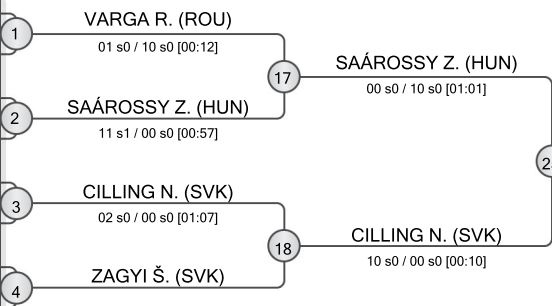 VARGA R. (ROU)
1
01 s0 / 10 s0 [00:12]
17
SAÁROSSY Z. (HUN)
00 s0 / 10 s0 [01:01]
SAÁROSSY Z. (HUN)
2
11 s1 / 00 s0 [00:57]
CILLING N. (SVK)
3
02 s0 / 00 s0 [01:07]
18
CILLING N. (SVK)
10 s0 / 00 s0 [00:10]
ZAGYI Š. (SVK)
4